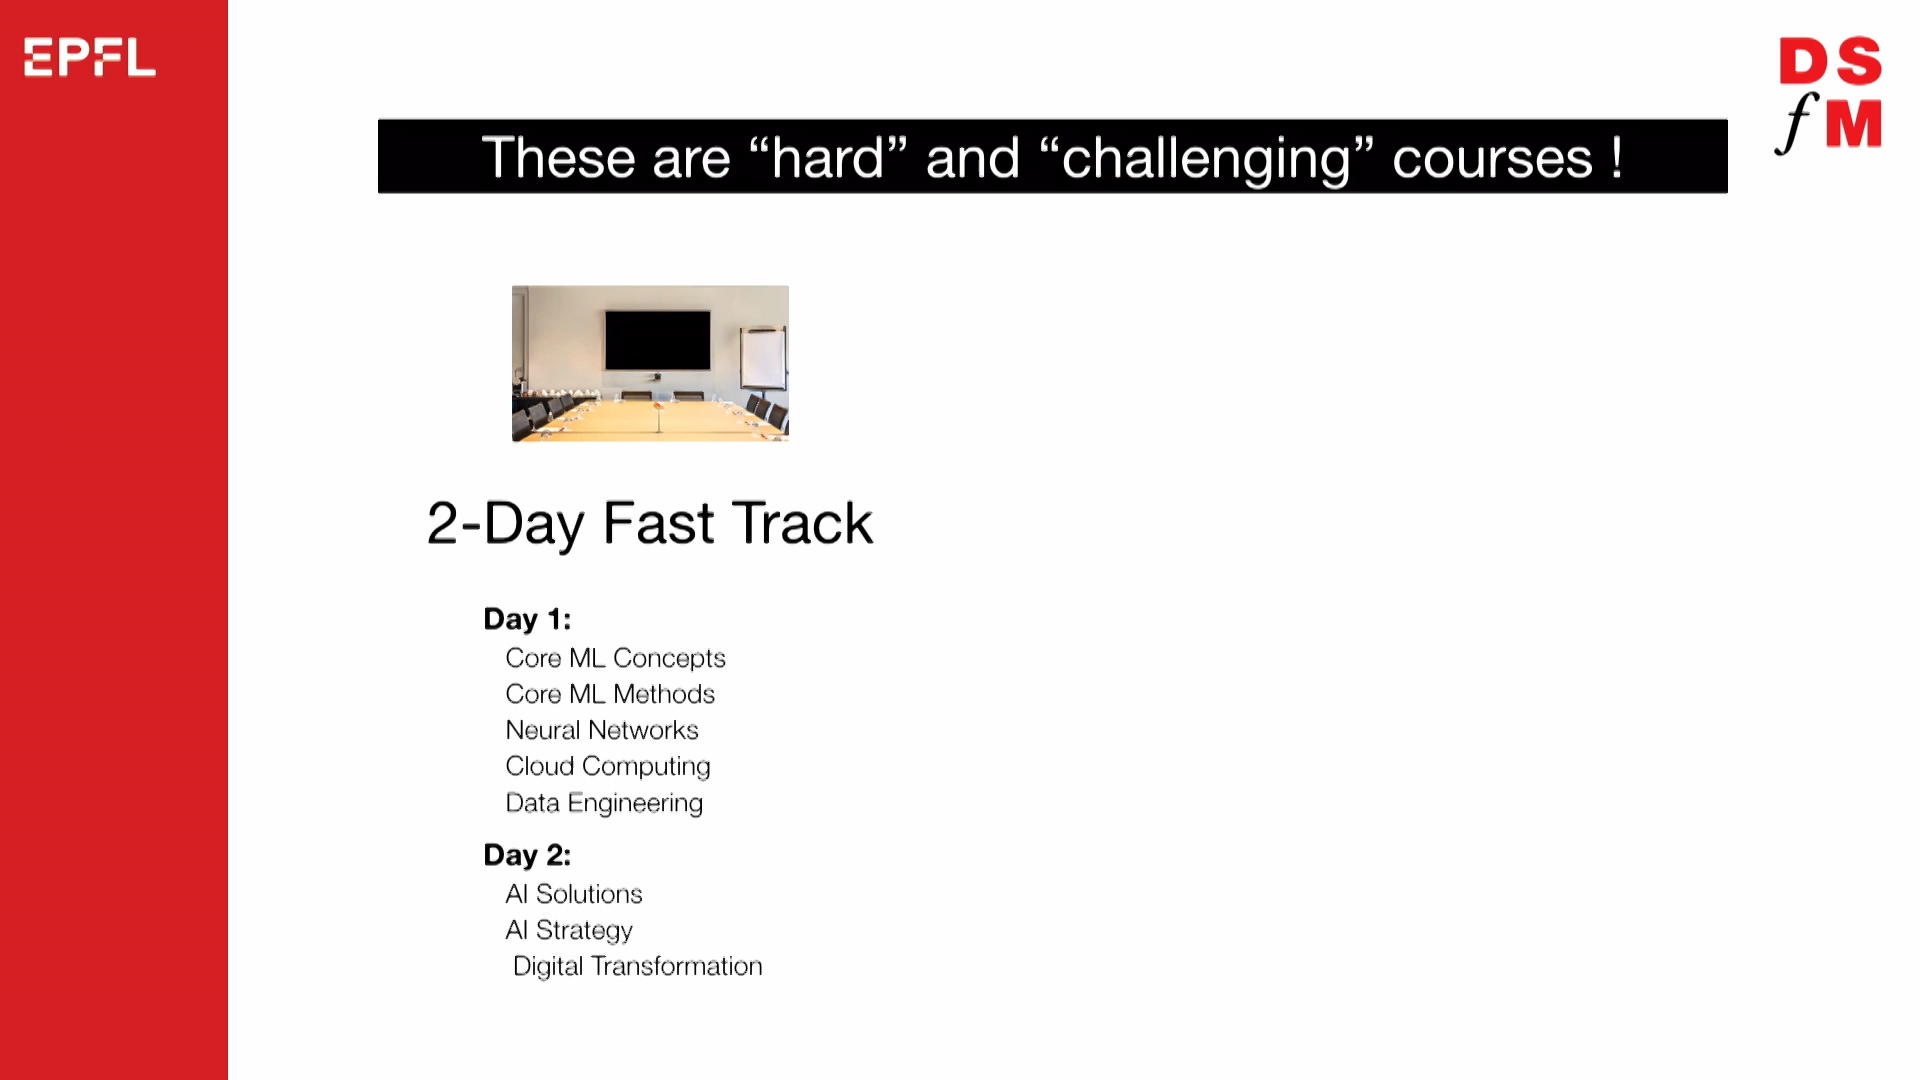 EPFL
DS
fM
These are “hard” and “challenging” courses !
2-Day Fast Track
Day 1:
Core ML Concepts
Core ML Methods
Neural Networks
Cloud Computing
Data Engineering
Day 2:
AI Solutions
AI Strategy
Digital Transformation